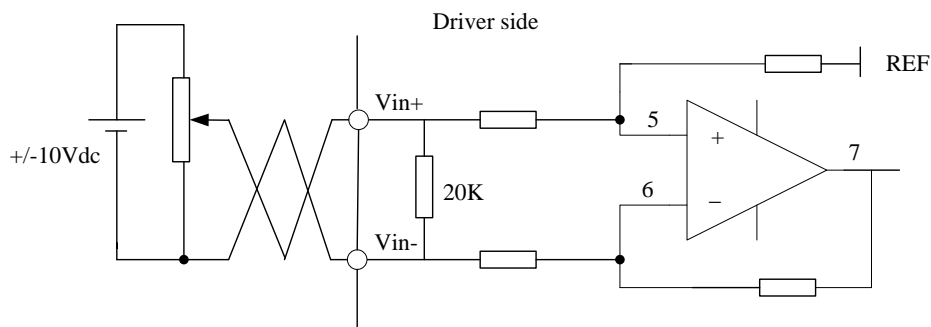 Driver side
REF
Vin+
5
+
7
+/-10Vdc
20K
6
−
Vin-